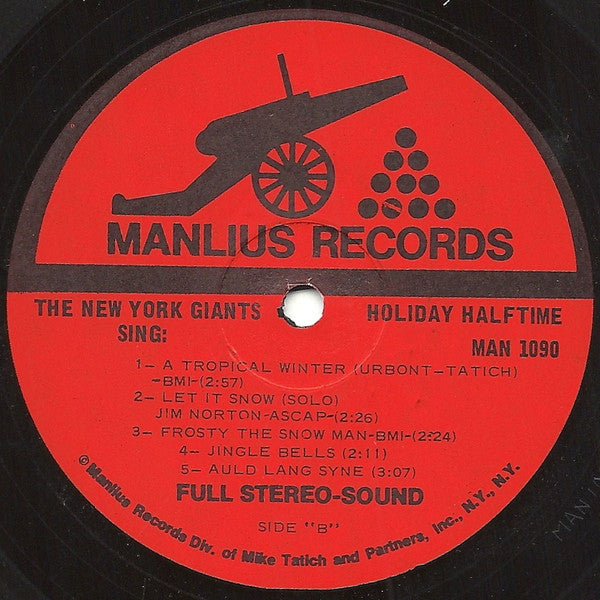 MANLIUS RECORDS
THE NEW YORK GIANTS
SING:
HOLIDAY HALFTIME
MAN 1090
1- A TROPICAL WINTER (URBONT-TATICH)
-BMI-(2:57)
2- LET IT SNOW (SOLO)
JIM NORTON-ASCAP-(2:26)
3- FROSTY THE SNOW MAN-BMI-(2:24)
4- JINGLE BELLS (2:11)
5- AULD LANG SYNE (3:07)
FULL STEREO-SOUND
SIDE "B"
© Manlius Records Div. of Mike Tatich and Partners, Inc., N.Y., N.Y.